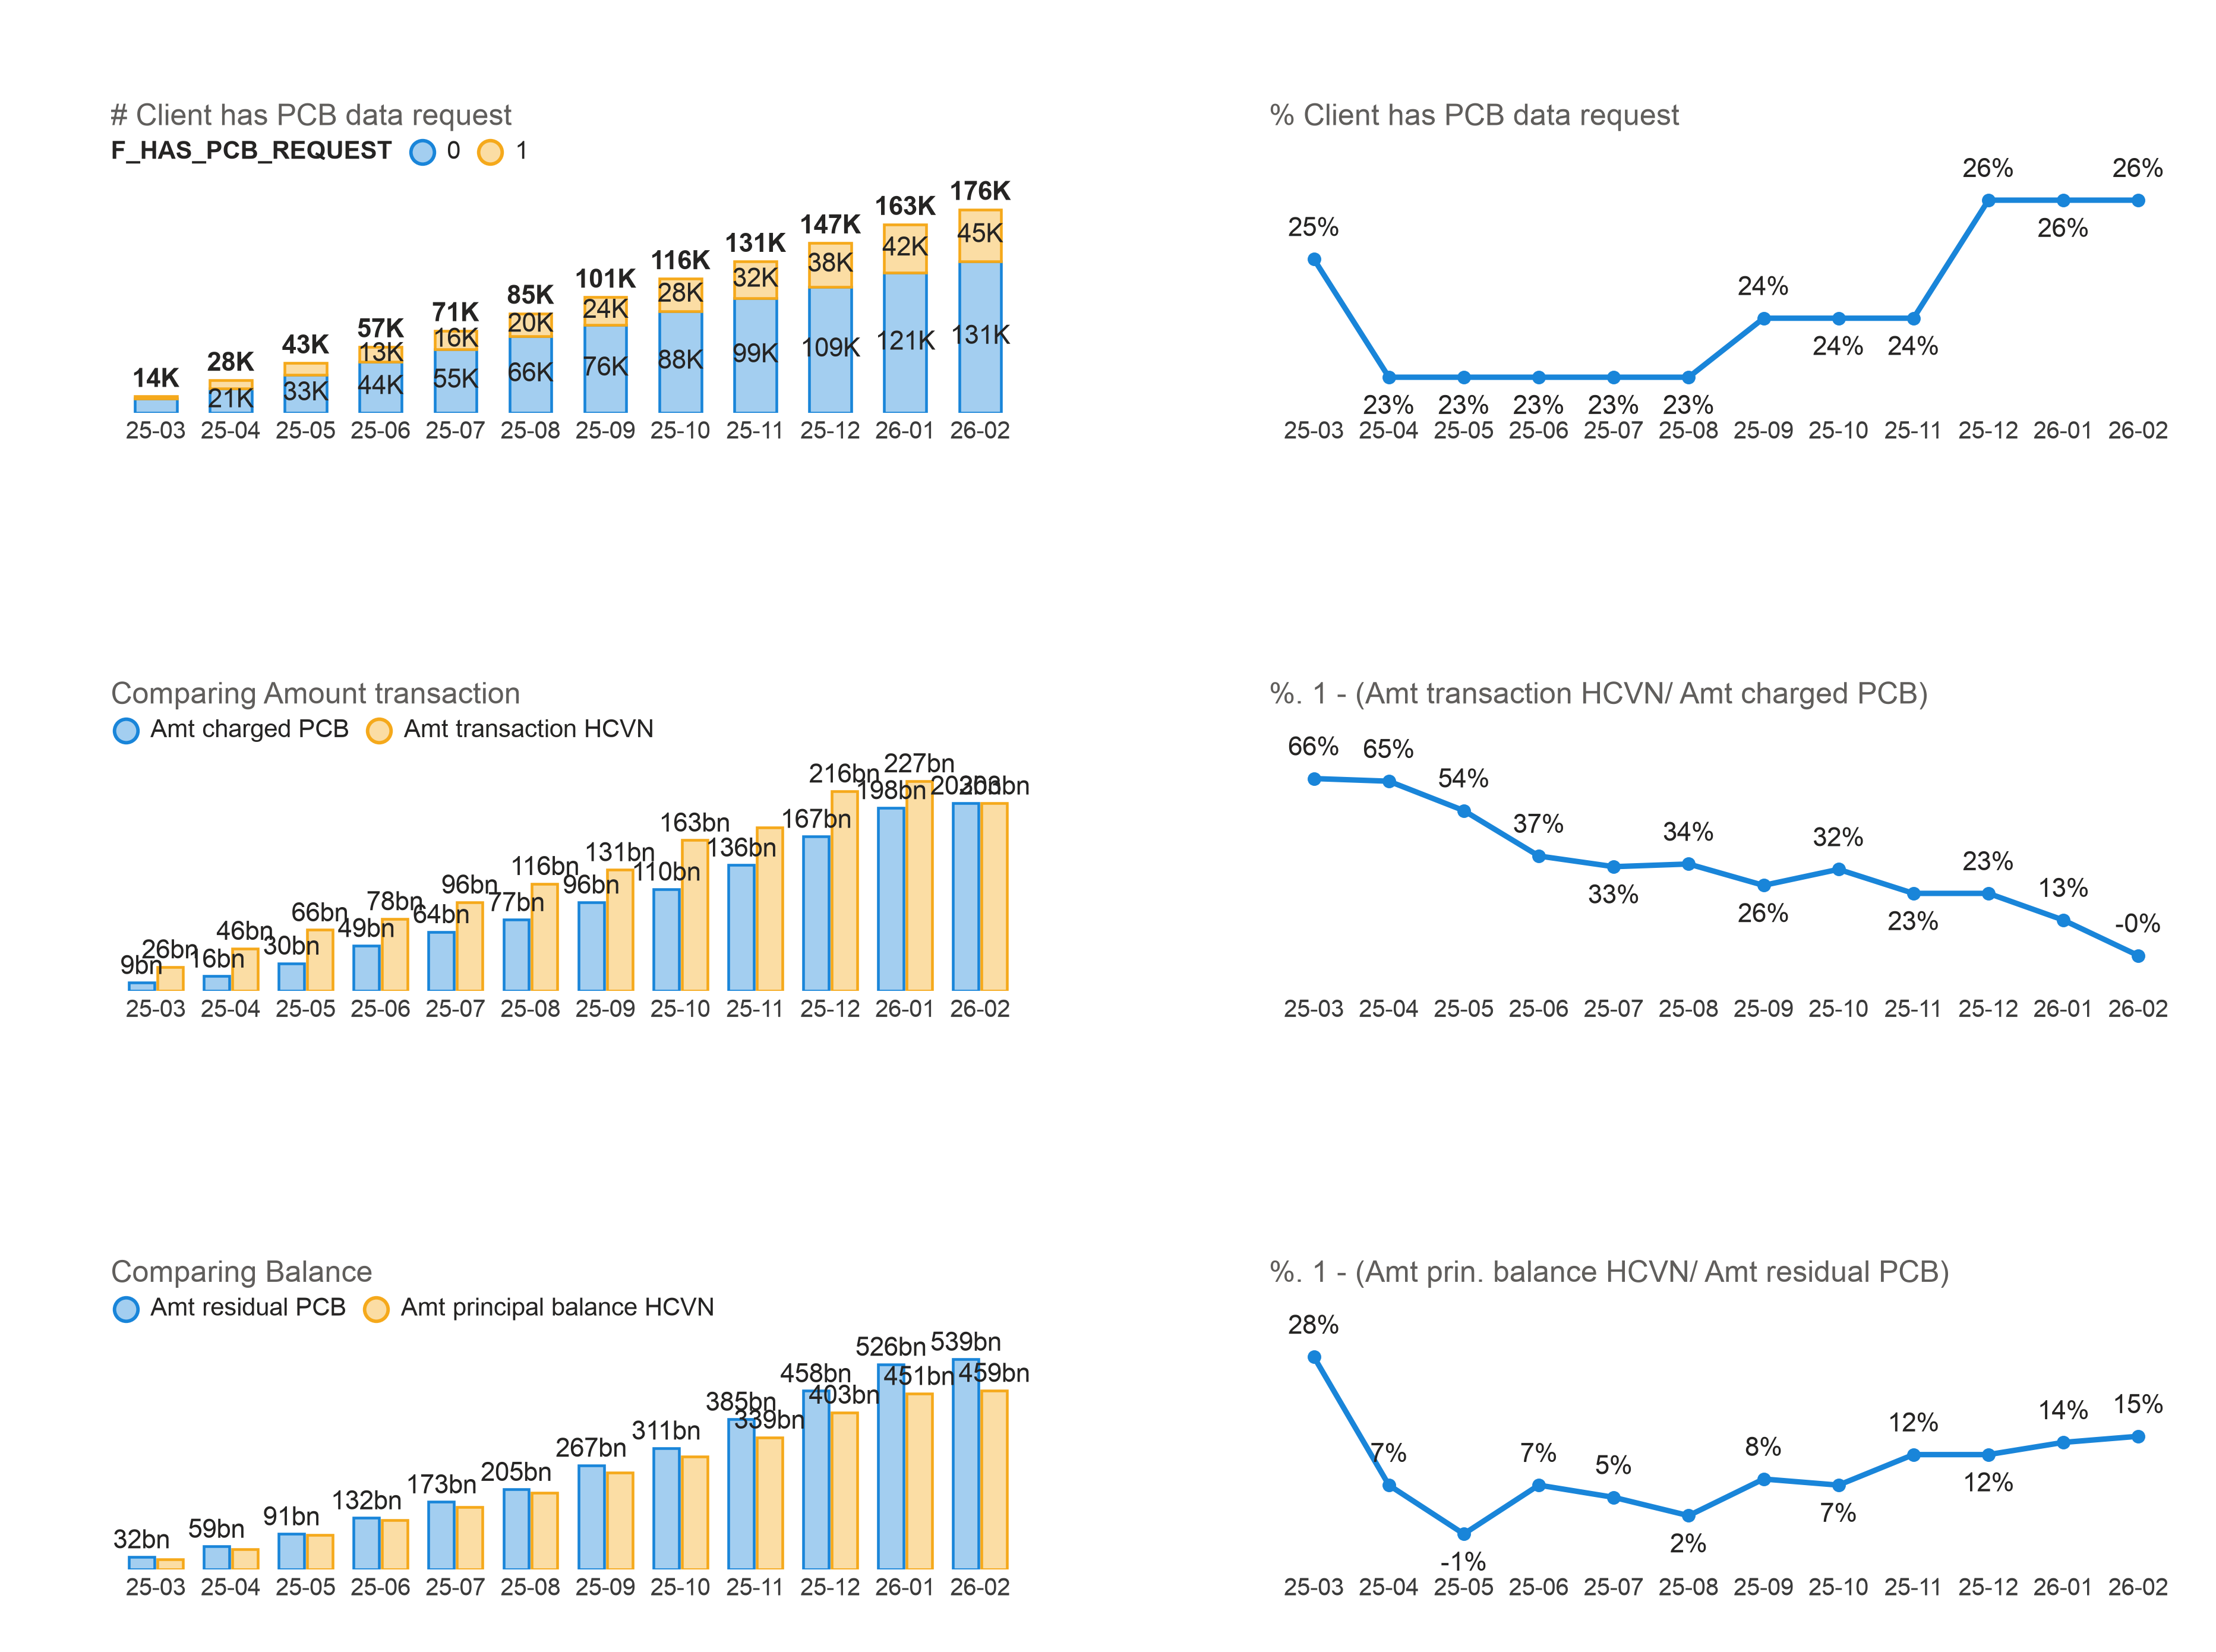 # Client has PCB data request
F_HAS_PCB_REQUEST 0 1
14K 28K 43K 57K 71K 85K 101K 116K 131K 147K 163K 176K
13K 16K 20K 24K 28K 32K 38K 42K 45K
21K 33K 44K 55K 66K 76K 88K 99K 109K 121K 131K
25-03 25-04 25-05 25-06 25-07 25-08 25-09 25-10 25-11 25-12 26-01 26-02
% Client has PCB data request
25% 23% 23% 23% 23% 23% 24% 24% 24% 26% 26% 26%
25-03 25-04 25-05 25-06 25-07 25-08 25-09 25-10 25-11 25-12 26-01 26-02
Comparing Amount transaction
Amt charged PCB Amt transaction HCVN
9bn 26bn 16bn 46bn 30bn 66bn 49bn 78bn 64bn 96bn 77bn 116bn 96bn 131bn 110bn 163bn 136bn 167bn 216bn 198bn 227bn
25-03 25-04 25-05 25-06 25-07 25-08 25-09 25-10 25-11 25-12 26-01 26-02
%. 1 - (Amt transaction HCVN/ Amt charged PCB)
66% 65% 54% 37% 33% 34% 26% 32% 23% 23% 13% -0%
25-03 25-04 25-05 25-06 25-07 25-08 25-09 25-10 25-11 25-12 26-01 26-02
Comparing Balance
Amt residual PCB Amt principal balance HCVN
32bn 59bn 91bn 132bn 173bn 205bn 267bn 311bn 385bn 339bn 458bn 403bn 526bn 451bn 539bn 459bn
25-03 25-04 25-05 25-06 25-07 25-08 25-09 25-10 25-11 25-12 26-01 26-02
%. 1 - (Amt prin. balance HCVN/ Amt residual PCB)
28% 7% -1% 7% 5% 2% 8% 7% 12% 12% 14% 15%
25-03 25-04 25-05 25-06 25-07 25-08 25-09 25-10 25-11 25-12 26-01 26-02